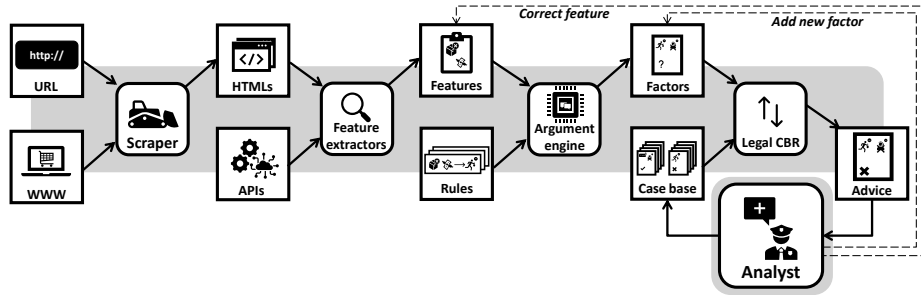 Correct feature
Add new factor
http://
URL
</>
HTMLs
Features
?
Factors
Scraper
Feature
extractors
Argument
engine
Legal CBR
WWW
APIs
Rules
Case base
Advice
Analyst